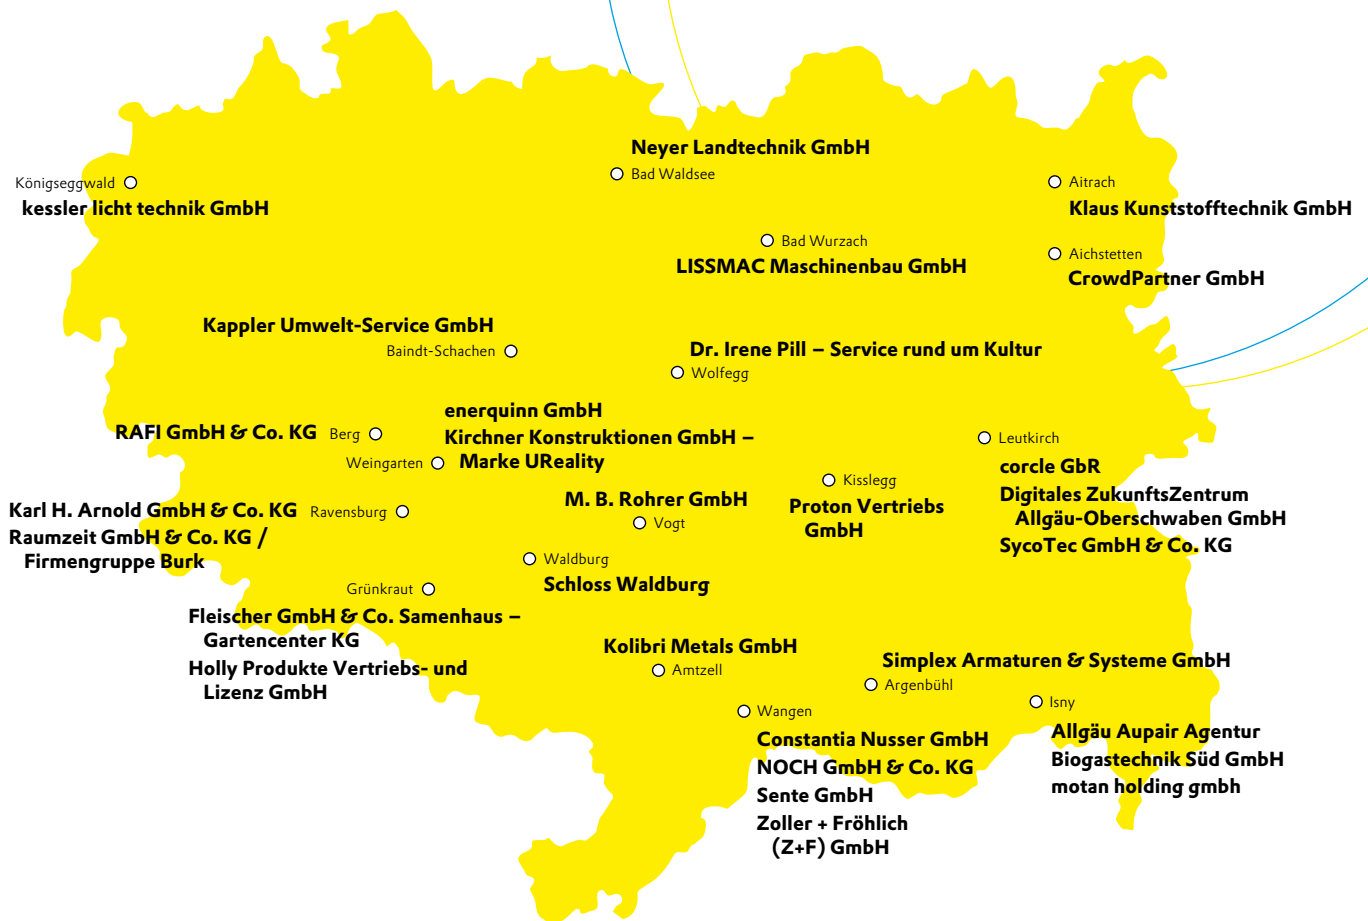 Neyer Landtechnik GmbH
Bad Waldsee
Königseggwald
kessler licht technik GmbH
Aitrach
Klaus Kunststofftechnik GmbH
Bad Wurzach
LISSMAC Maschinenbau GmbH
Aichstetten
CrowdPartner GmbH
Kappler Umwelt-Service GmbH
Baindt-Schachen
Dr. Irene Pill – Service rund um Kultur
Wolfegg
RAFI GmbH & Co. KG Berg
enerquinn GmbH
Kirchner Konstruktionen GmbH –
Marke UReality
Weingarten
Leutkirch
corcle GbR
Digitales ZukunftsZentrum
Allgäu-Oberschwaben GmbH
SycoTec GmbH & Co. KG
Kisslegg
Proton Vertriebs
GmbH
M. B. Rohrer GmbH
Vogt
Karl H. Arnold GmbH & Co. KG Ravensburg
Raumzeit GmbH & Co. KG /
Firmengruppe Burk
Waldburg
Schloss Waldburg
Grünkraut
Fleischer GmbH & Co. Samenhaus –
Gartencenter KG
Holly Produkte Vertriebs- und
Lizenz GmbH
Kolibri Metals GmbH
Amtzell
Simplex Armaturen & Systeme GmbH
Argenbühl
Isny
Allgäu Aupair Agentur
Biogastechnik Süd GmbH
motan holding gmbh
Wangen
Constantia Nusser GmbH
NOCH GmbH & Co. KG
Sente GmbH
Zoller + Fröhlich
(Z+F) GmbH